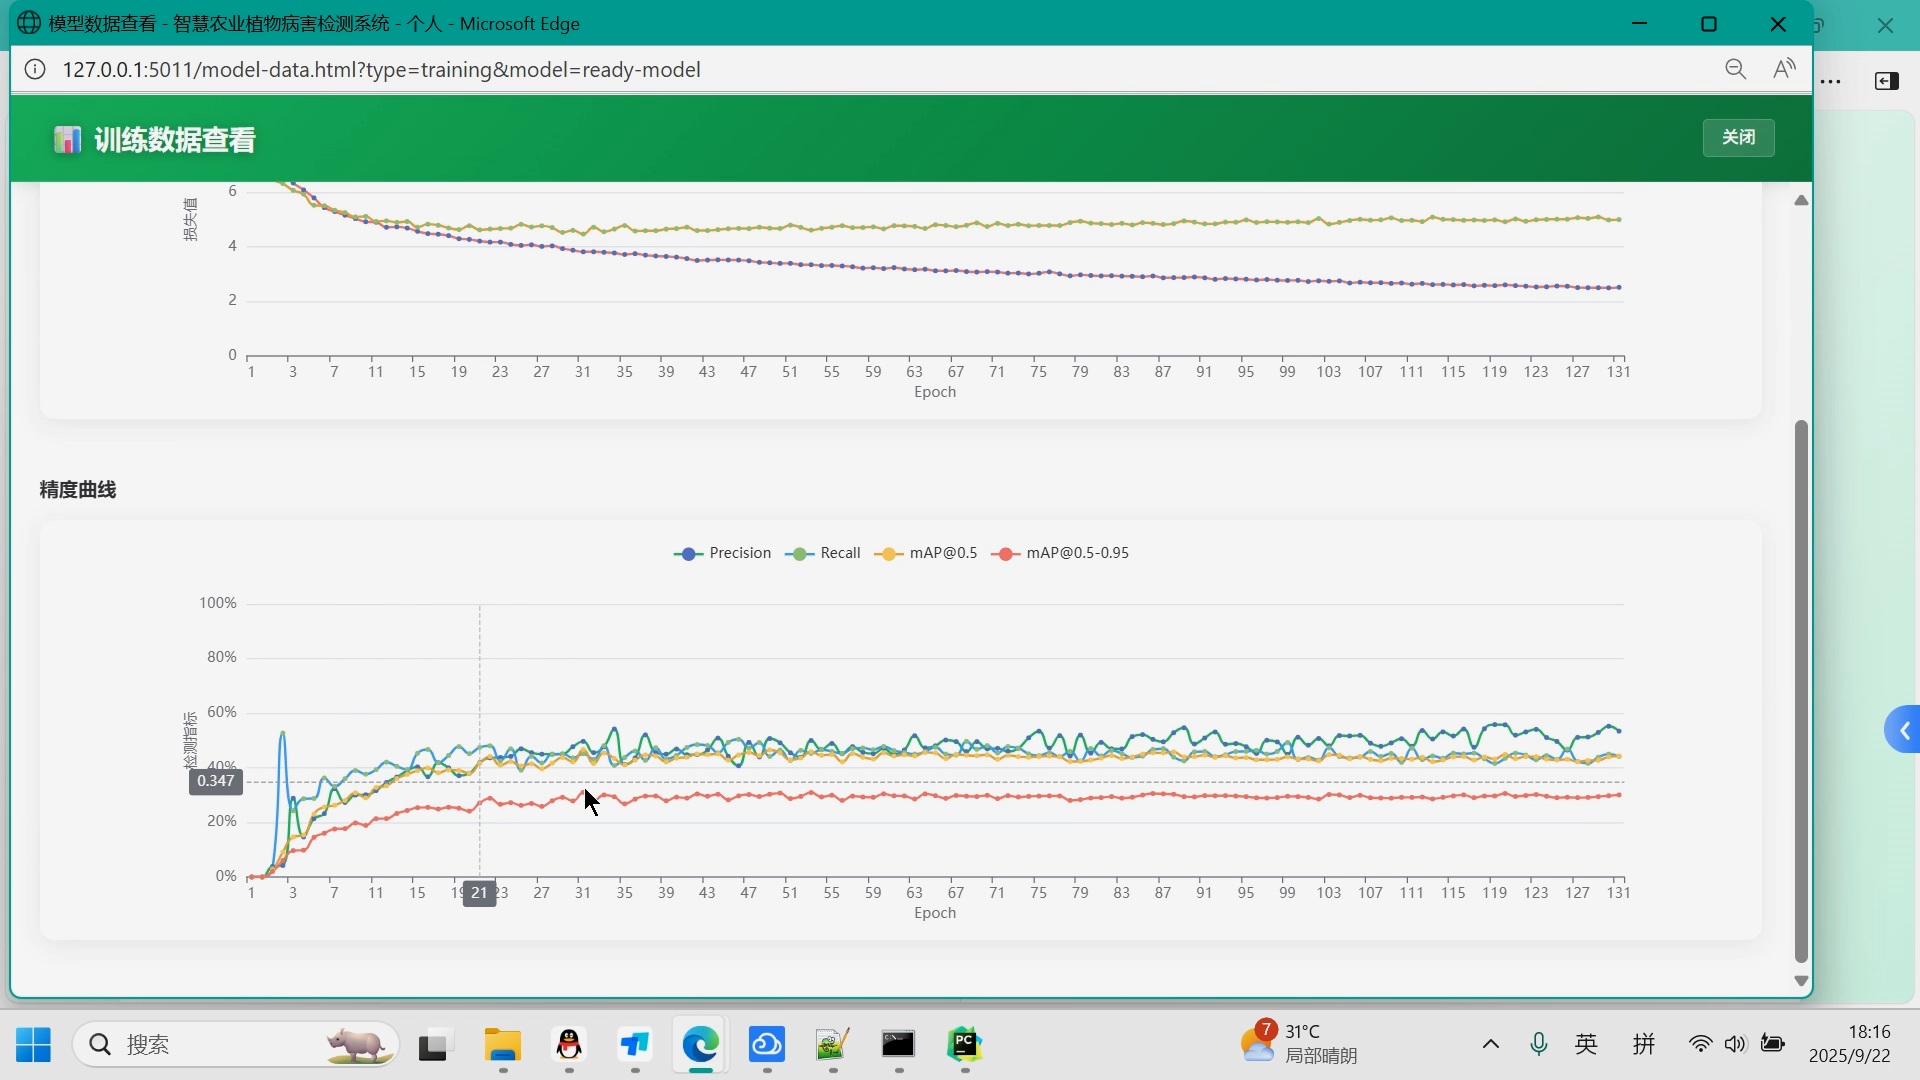 模型数据查看 - 智慧农业植物病害检测系统 - 个人 - Microsoft Edge
127.0.0.1:5011/model-data.html?type=training&model=ready-model
训练数据查看
关闭
损失值
6
4
2
0
1 3 7 11 15 19 23 27 31 35 39 43 47 51 55 59 63 67 71 75 79 83 87 91 95 99 103 107 111 115 119 123 127 131
Epoch
精度曲线
Precision Recall mAP@0.5 mAP@0.5-0.95
检测指标
100%
80%
60%
40%
0.347
20%
0%
1 3 7 11 15 19 21 23 27 31 35 39 43 47 51 55 59 63 67 71 75 79 83 87 91 95 99 103 107 111 115 119 123 127 131
Epoch
搜索
PC
7
31°C
局部晴朗
英
拼
18:16
2025/9/22